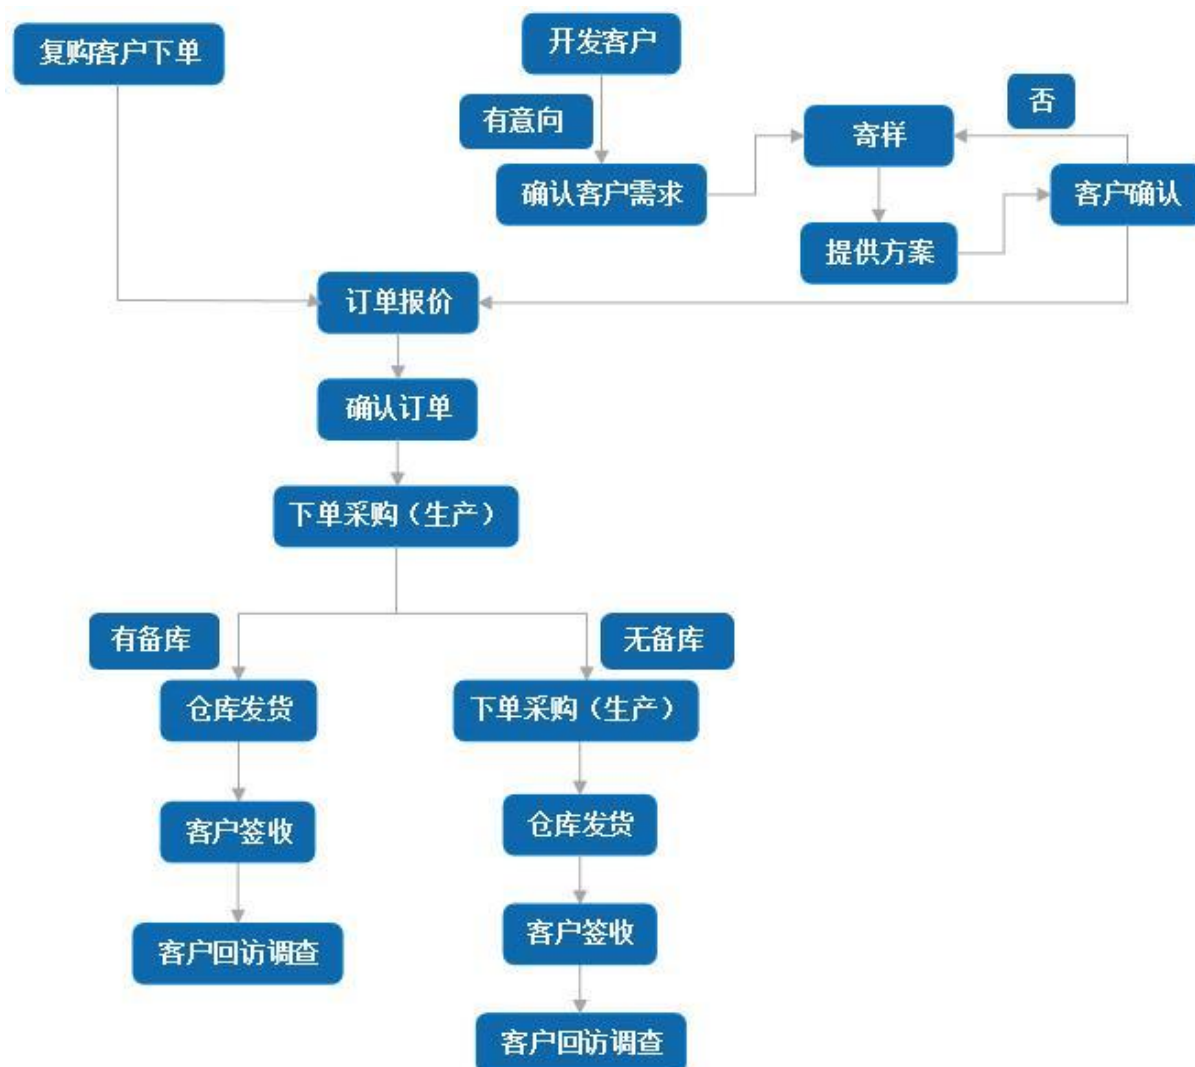 复购客户下单
开发客户
有意向
寄样
否
确认客户需求
客户确认
提供方案
订单报价
确认订单
下单采购（生产）
有备库
无备库
仓库发货
下单采购（生产）
客户签收
仓库发货
客户签收
客户回访调查
客户回访调查